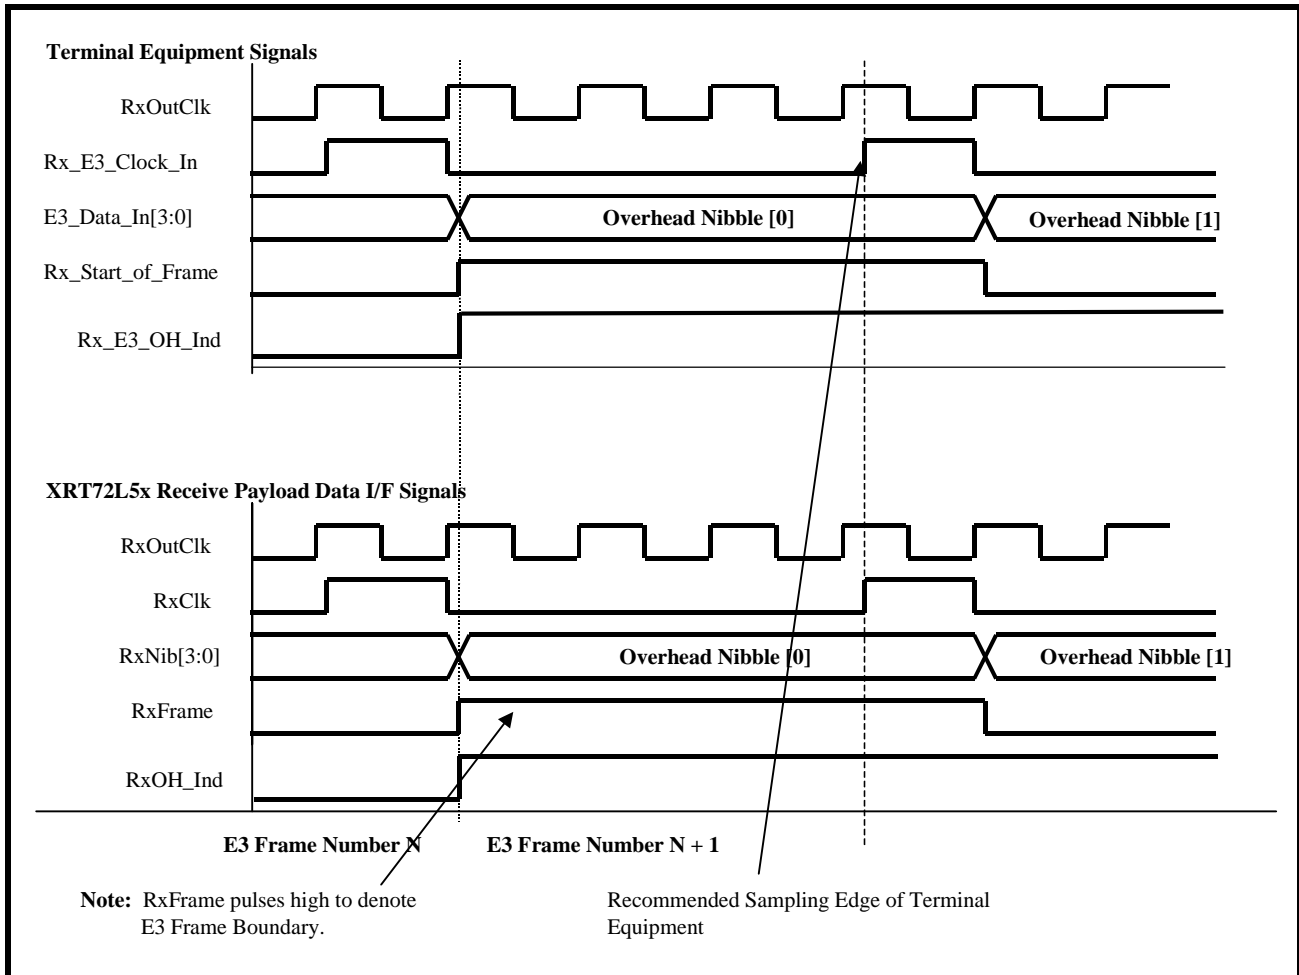 Terminal Equipment Signals
RxOutClk
Rx_E3_Clock_In
E3_Data_In[3:0]
Overhead Nibble [0]
Overhead Nibble [1]
Rx_Start_of_Frame
Rx_E3_OH_Ind
XRT72L5x Receive Payload Data I/F Signals
RxOutClk
RxClk
RxNib[3:0]
Overhead Nibble [0]
Overhead Nibble [1]
RxFrame
RxOH_Ind
E3 Frame Number N
E3 Frame Number N + 1
Note: RxFrame pulses high to denote
E3 Frame Boundary.
Recommended Sampling Edge of Terminal
Equipment